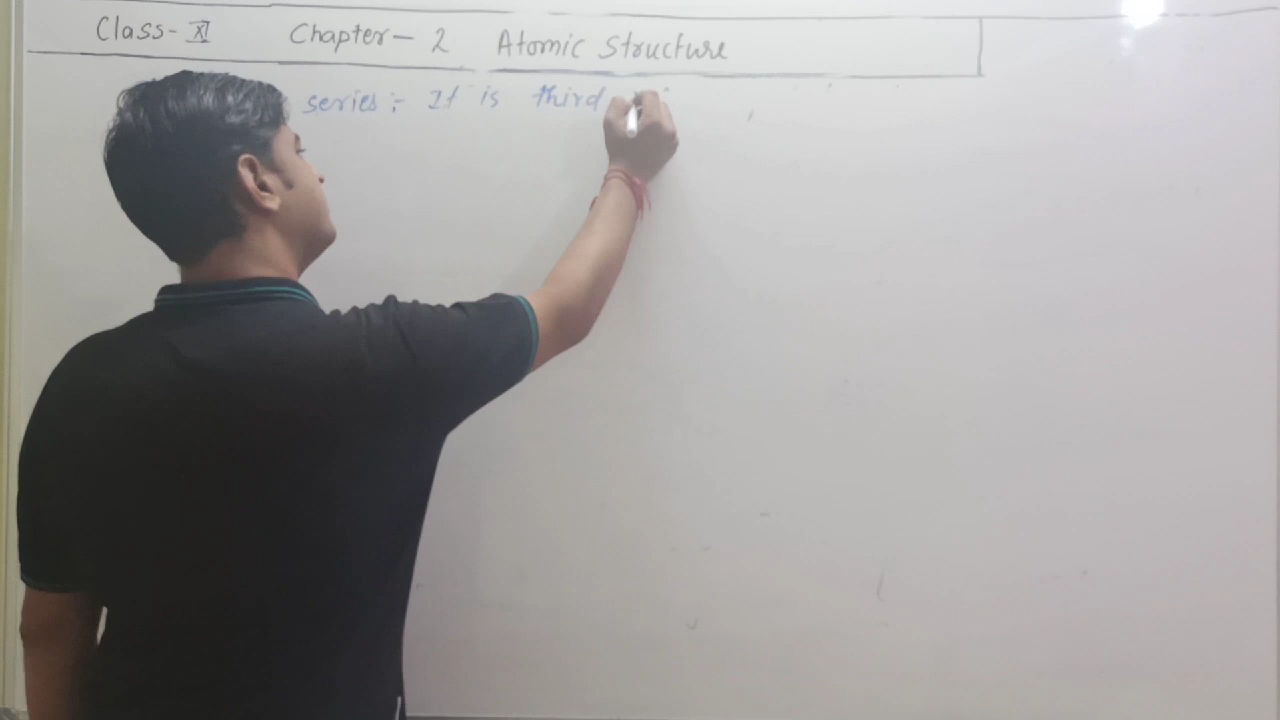 Class- XI Chapter- 2 Atomic Structure
series :- It is third